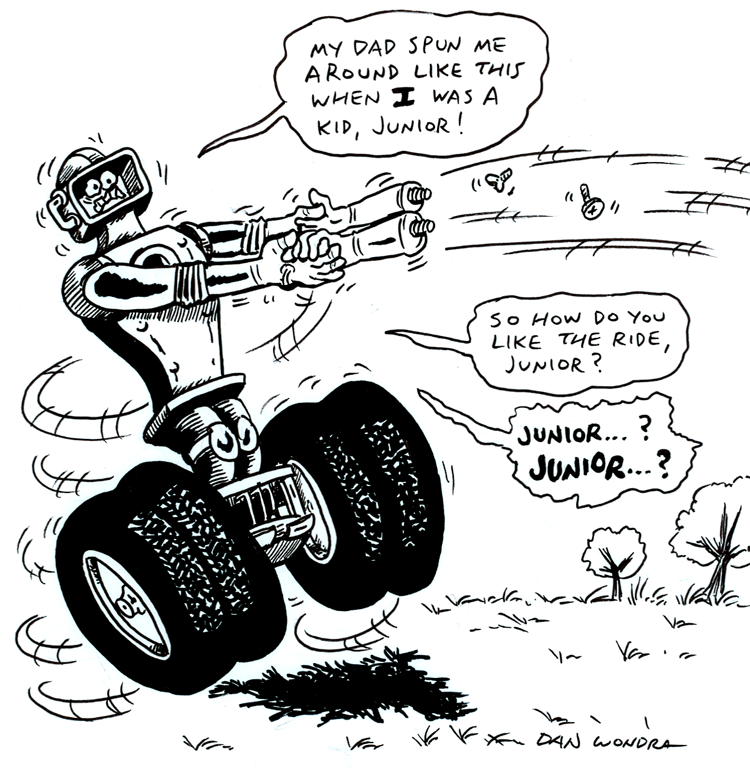 MY DAD SPUN ME
AROUND LIKE THIS
WHEN I WAS A
KID, JUNIOR!
SO HOW DO YOU
LIKE THE RIDE,
JUNIOR?
JUNIOR...?
JUNIOR...?
DAN WONDRA